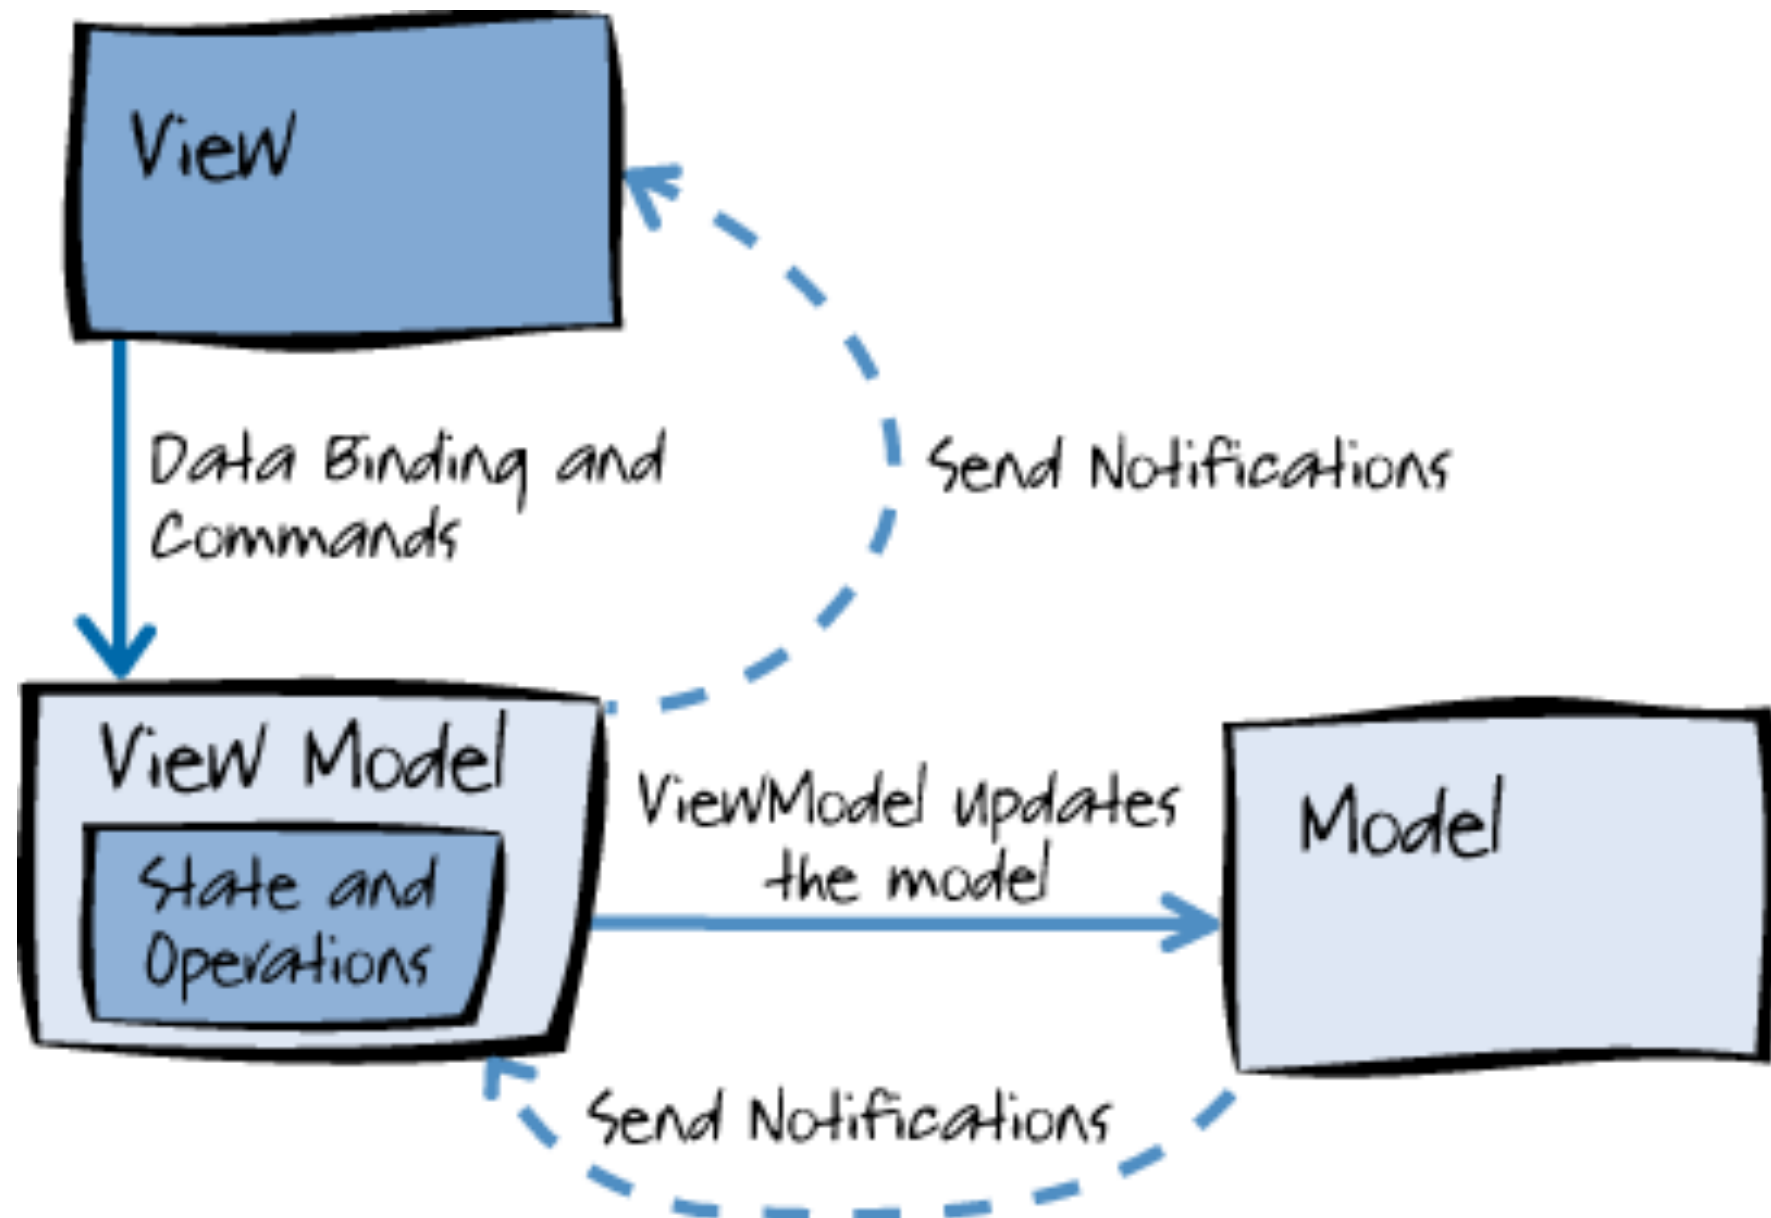 View
Data Binding and
Commands
Send Notifications
View Model
State and
Operations
ViewModel updates
the model
Model
Send Notifications